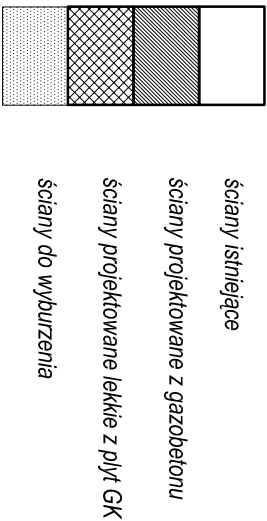 ściany istniejące
ściany projektowane z gazobetonu
ściany projektowane lekkie z płyt GK
ściany do wyburzenia